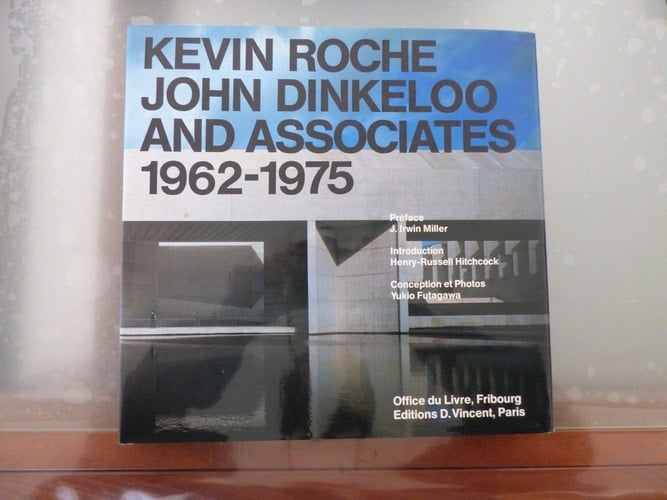 KEVIN ROCHE
JOHN DINKELOO
AND ASSOCIATES
1962-1975
Préface
J. Irwin Miller
Introduction
Henry-Russell Hitchcock
Conception et Photos
Yukio Futagawa
Office du Livre, Fribourg
Editions D. Vincent, Paris